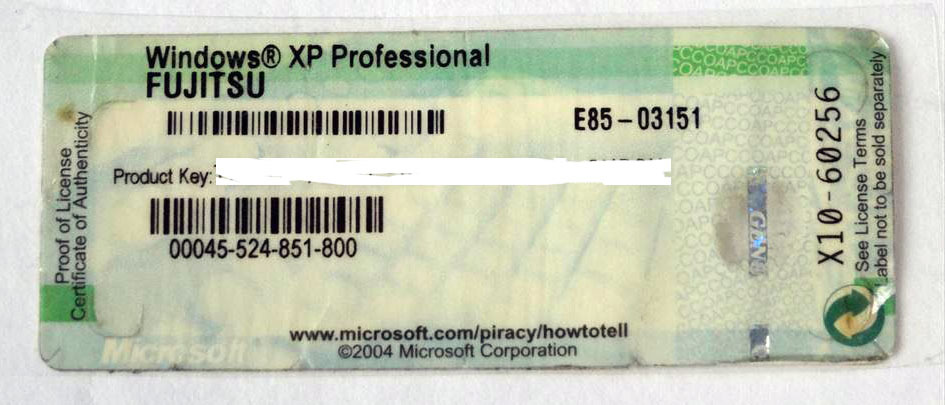 Windows® XP Professional
FUJITSU
E85-03151
Product Key:
00045-524-851-800
www.microsoft.com/piracy/howtotell
©2004 Microsoft Corporation
Microsoft
Proof of License
Certificate of Authenticity
X10-60256
See License Terms
Label not to be sold separately